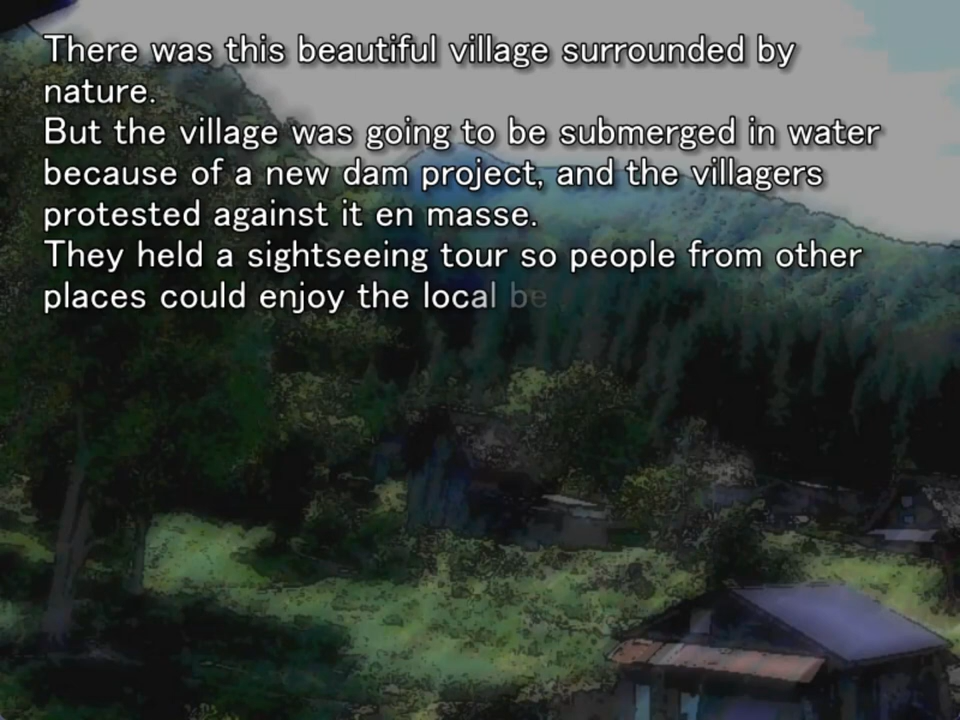 There was this beautiful village surrounded by
nature.
But the village was going to be submerged in water
because of a new dam project, and the villagers
protested against it en masse.
They held a sightseeing tour so people from other
places could enjoy the local be